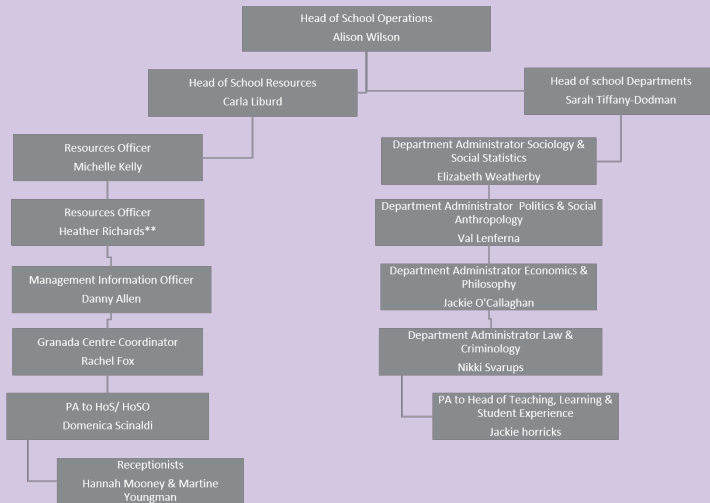 Head of School Operations
Alison Wilson
Head of School Resources
Carla Liburd
Head of school Departments
Sarah Tiffany-Dodman
Resources Officer
Michelle Kelly
Resources Officer
Heather Richards**
Management Information Officer
Danny Allen
Granada Centre Coordinator
Rachel Fox
PA to HoS/ HoSO
Domenica Scinaldi
Receptionists
Hannah Mooney & Martine
Youngman
Department Administrator Sociology &
Social Statistics
Elizabeth Weatherby
Department Administrator  Politics & Social
Anthropology
Val Lenferna
Department Administrator Economics &
Philosophy
Jackie O'Callaghan
Department Administrator Law &
Criminology
Nikki Svarups
PA to Head of Teaching, Learning &
Student Experience
Jackie horricks